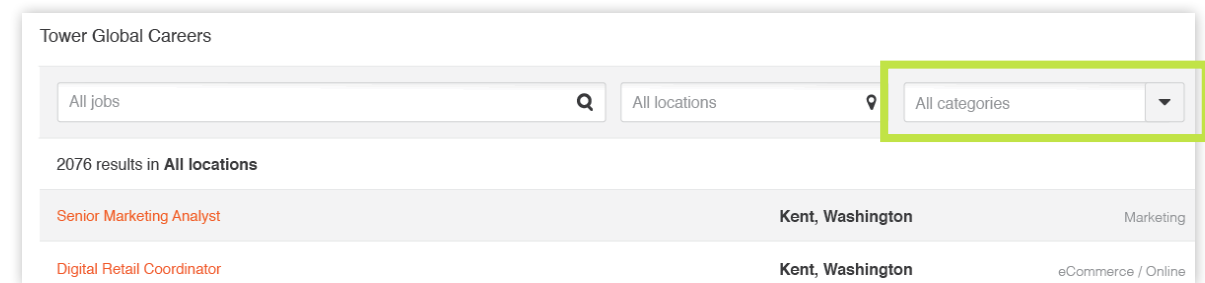 Tower Global Careers
All jobs All locations All categories
2076 results in All locations
Senior Marketing Analyst Kent, Washington Marketing
Digital Retail Coordinator Kent, Washington eCommerce / Online